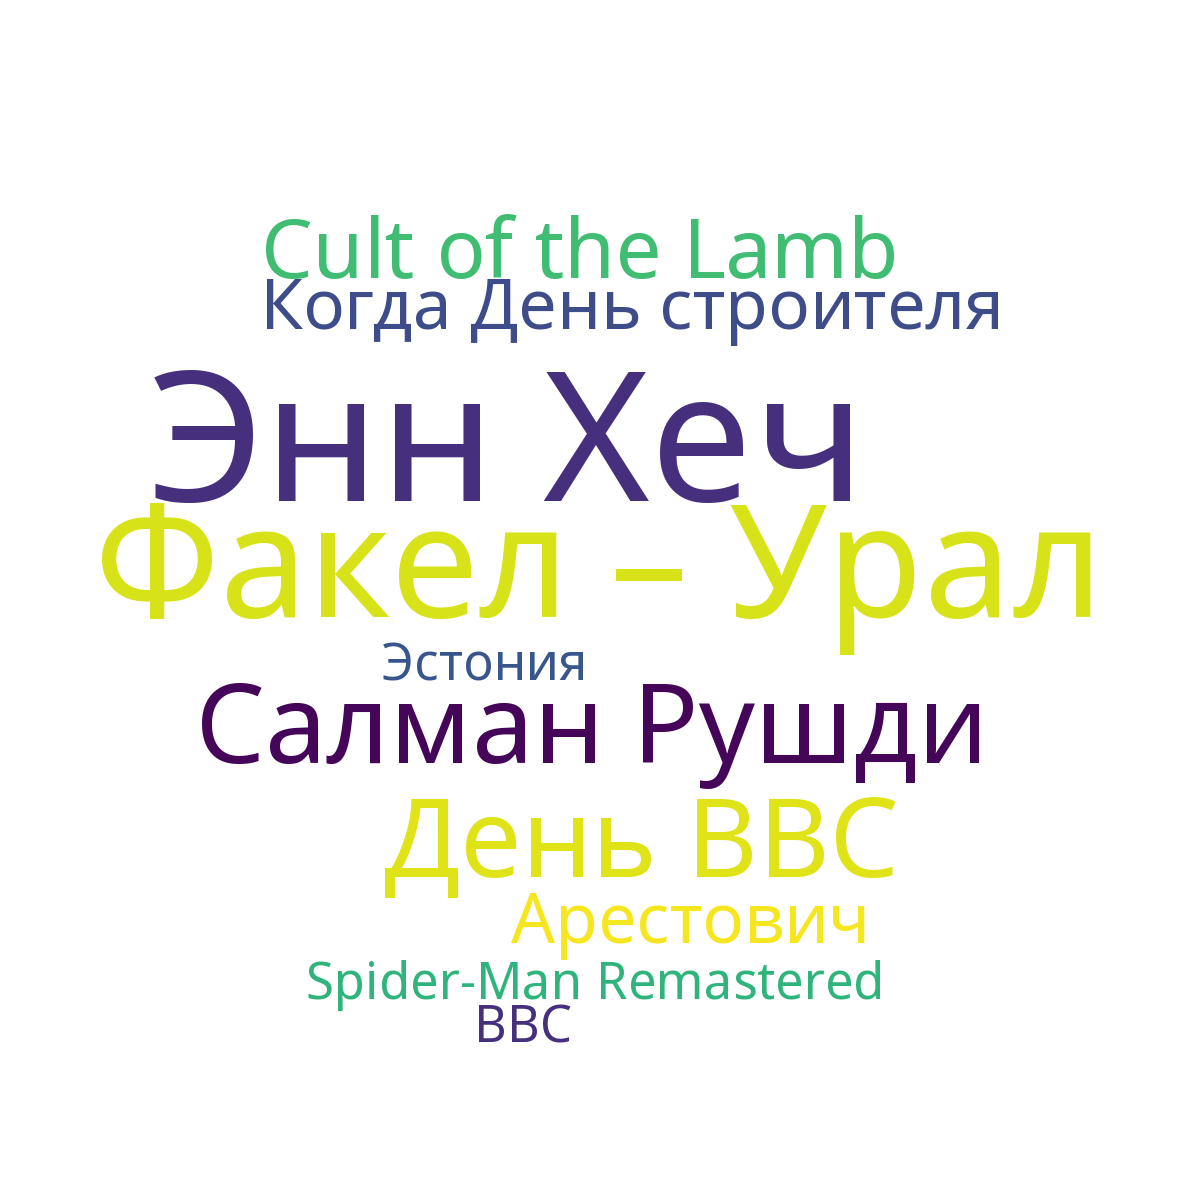 Cult of the Lamb
Когда День строителя
Энн Хеч
Факел – Урал
Эстония
Салман Рушди
День ВВС
Арестович
Spider-Man Remastered
ВВС